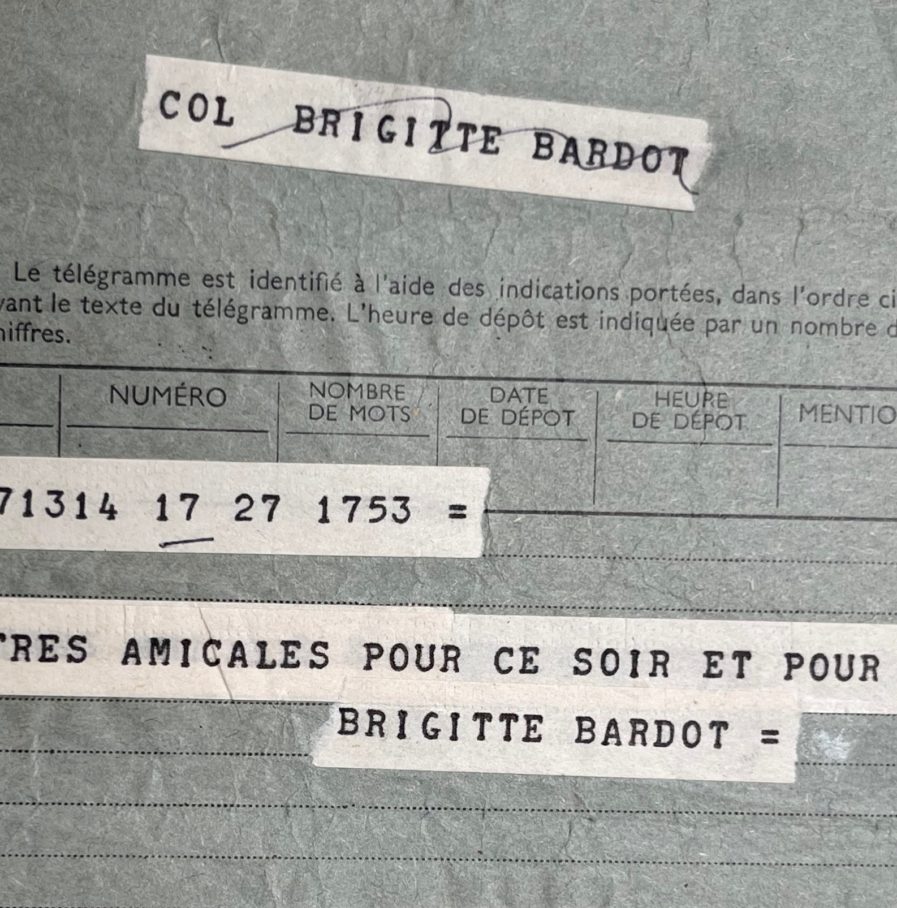 COL BRIGITTE BARDOT
Le télégramme est identifié à l'aide des indications portées, dans l'ordre ci
vant le texte du télégramme. L'heure de dépôt est indiquée par un nombre d
hiffres.
NUMÉRO NOMBRE DE MOTS DATE DE DÉPOT HEURE DE DÉPOT MENTIO
71314 17 27 1753 =
TRES AMICALES POUR CE SOIR ET POUR
BRIGITTE BARDOT =